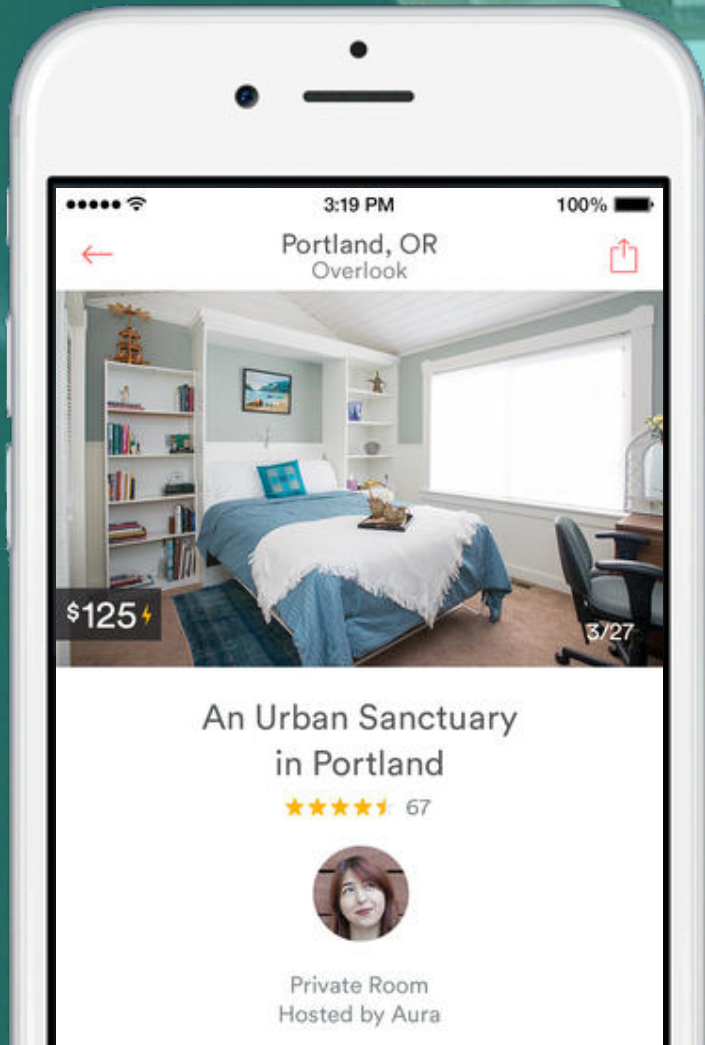 3:19 PM
100%
Portland, OR
Overlook
$125
3/27
An Urban Sanctuary
in Portland
67
Private Room
Hosted by Aura